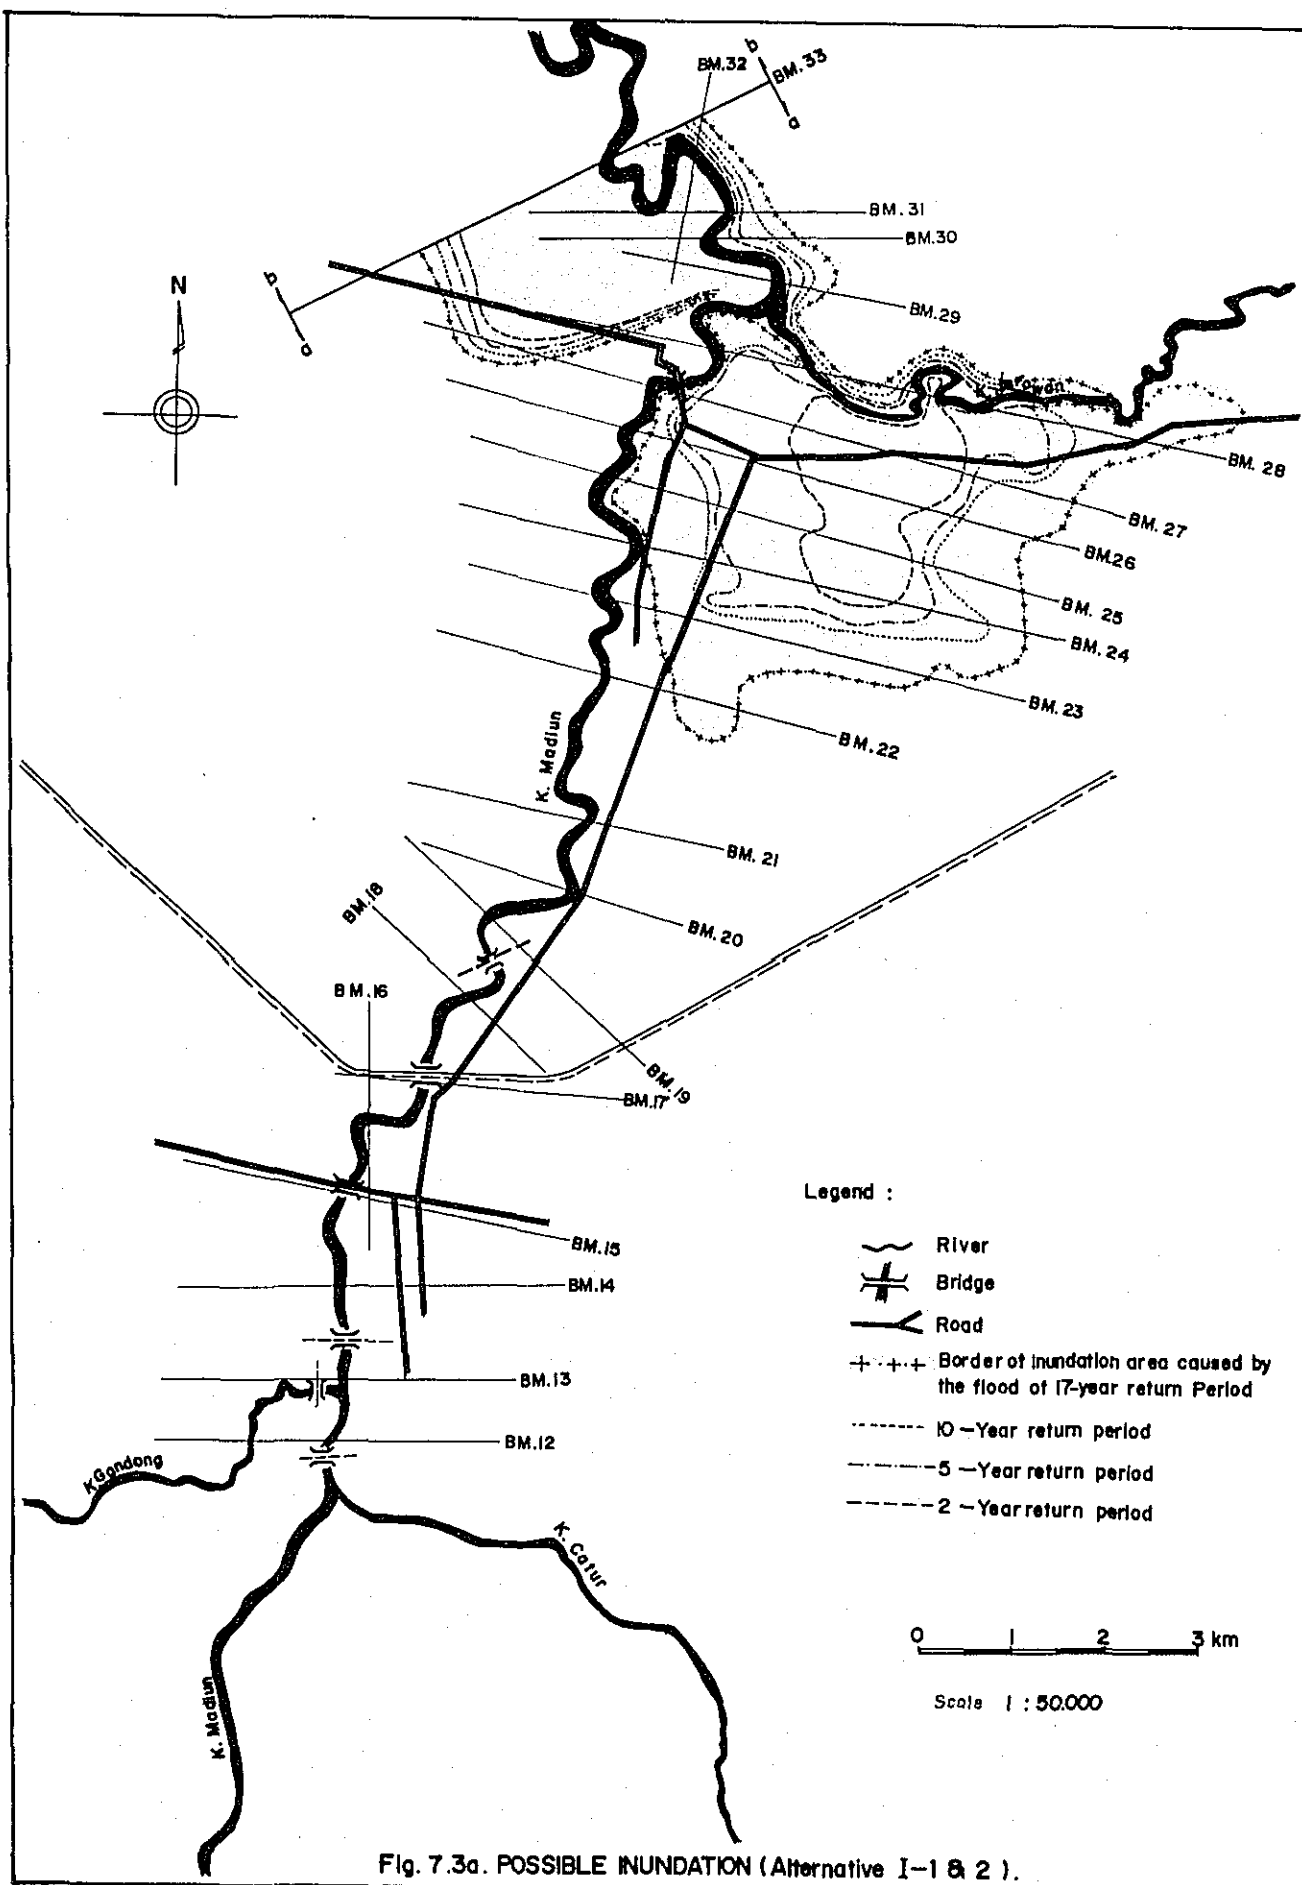 b
BM.32
BM.33
a
BM.31
BM.30
b
N
BM.29
a
BM. 28
BM. 27
BM.26
BM. 25
BM. 24
BM. 23
BM. 22
K. Madiun
BM. 21
BM.18
BM. 20
BM.16
BM.19
BM.17
Legend :
BM.15
River
BM.14
Bridge
Road
Border of Inundation area caused by
the flood of 17-year return Period
BM.13
10 - Year return period
BM.12
K Gondong
5 - Year return period
2 - Year return period
K. Catur
0 1 2 3 km
K. Madiun
Scale 1 : 50.000
Fig. 7.3a. POSSIBLE INUNDATION ( Alternative I-1 & 2 ).